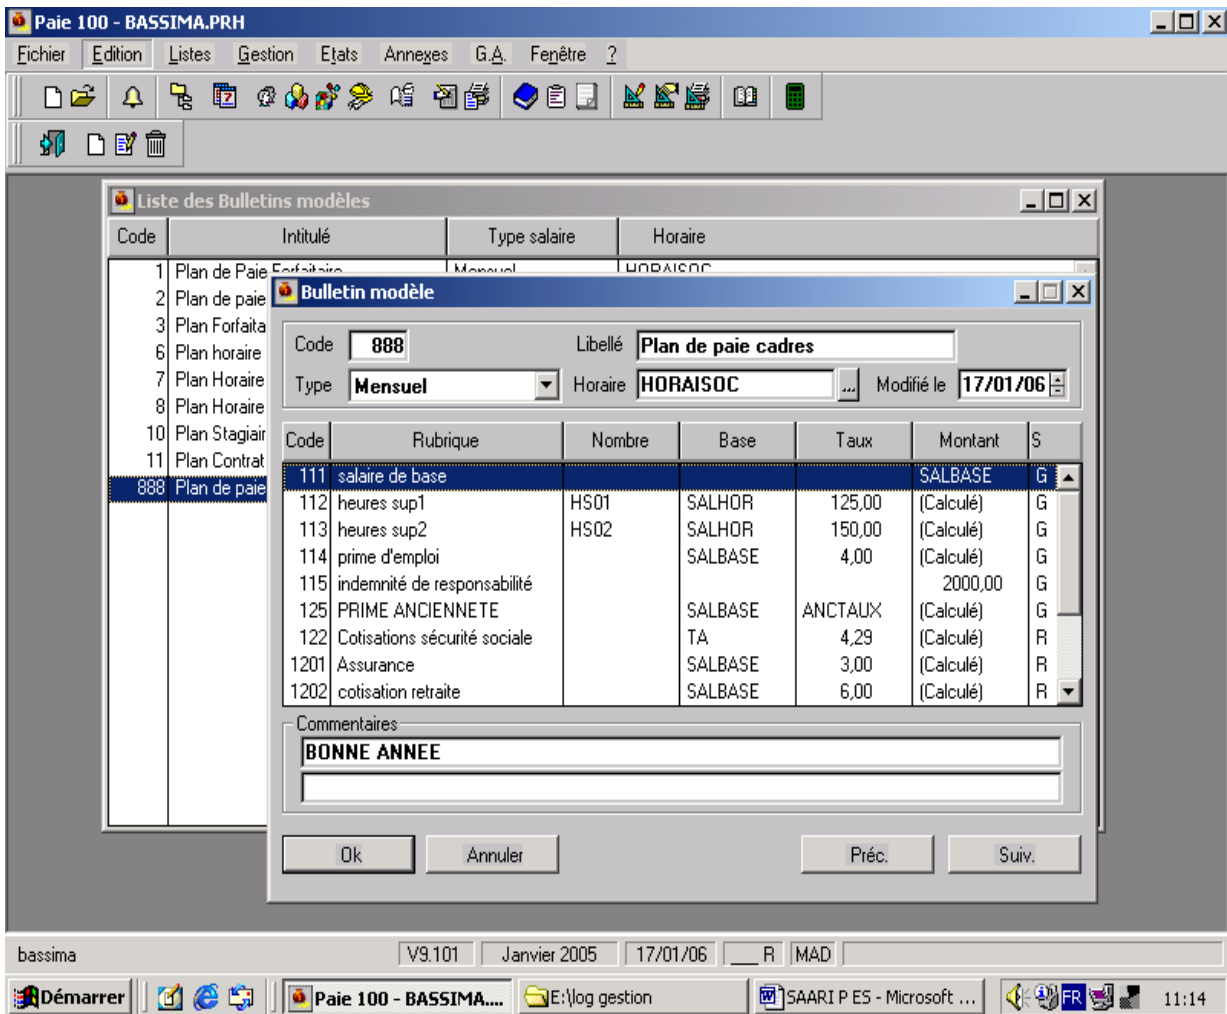 Paie 100 - BASSIMA.PRH
Fichier Edition Listes Gestion Etats Annexes G.A. Fenêtre ?
Liste des Bulletins modèles
Code Intitulé Type salaire Horaire
1 Plan de Paie Forfaitaire Mensuel HORAISOC
2 Plan de paie
3 Plan Forfaita
6 Plan horaire
7 Plan Horaire
8 Plan Horaire
10 Plan Stagiair
11 Plan Contrat
888 Plan de paie
Bulletin modèle
Code 888 Libellé Plan de paie cadres
Type Mensuel Horaire HORAISOC ... Modifié le 17/01/06
Code Rubrique Nombre Base Taux Montant S
111 salaire de base SALBASE G
112 heures sup1 HS01 SALHOR 125,00 (Calculé) G
113 heures sup2 HS02 SALHOR 150,00 (Calculé) G
114 prime d'emploi SALBASE 4,00 (Calculé) G
115 indemnité de responsabilité 2000,00 G
125 PRIME ANCIENNETE SALBASE ANCTAUX (Calculé) G
122 Cotisations sécurité sociale TA 4,29 (Calculé) R
1201 Assurance SALBASE 3,00 (Calculé) R
1202 cotisation retraite SALBASE 6,00 (Calculé) R
Commentaires
BONNE ANNEE
Ok Annuler Préc. Suiv.
bassima V9.101 Janvier 2005 17/01/06 ___ R MAD
Démarrer Paie 100 - BASSIMA.... E:\log gestion SAARI P ES - Microsoft ... FR 11:14